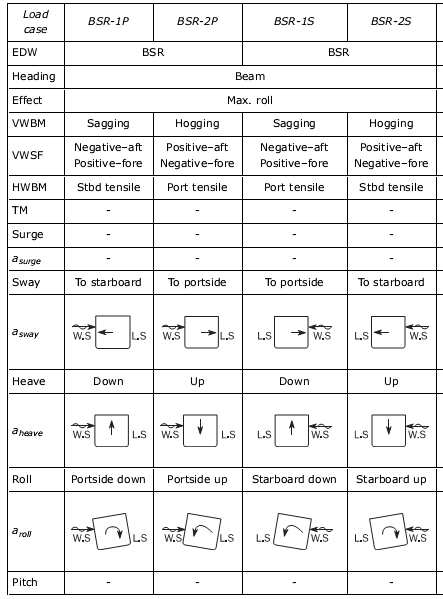 Load case BSR-1P BSR-2P BSR-1S BSR-2S
EDW BSR BSR
Heading Beam
Effect Max. roll
VWBM Sagging Hogging Sagging Hogging
VWSF Negative–aft Positive–fore Positive–aft Negative–fore Negative–aft Positive–fore Positive–aft Negative–fore
HWBM Stbd tensile Port tensile Port tensile Stbd tensile
TM - - - -
Surge - - - -
a surge - - - -
Sway To starboard To portside To portside To starboard
a sway W.S L.S W.S L.S L.S W.S L.S W.S
Heave Down Up Down Up
a heave W.S L.S W.S L.S L.S W.S L.S W.S
Roll Portside down Portside up Starboard down Starboard up
a roll W.S L.S W.S L.S L.S W.S L.S W.S
Pitch - - - -